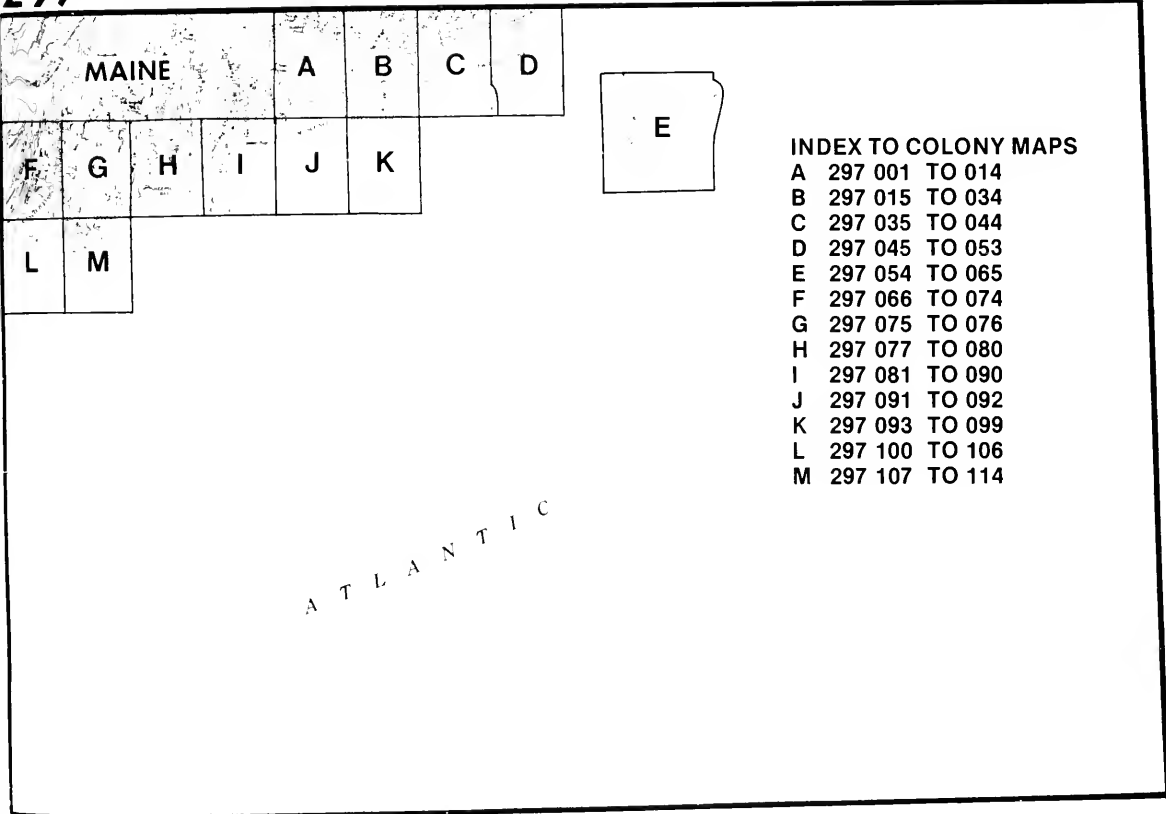 297
MAINE A B C D
E
F G H I J K
L M
INDEX TO COLONY MAPS
A 297 001 TO 014
B 297 015 TO 034
C 297 035 TO 044
D 297 045 TO 053
E 297 054 TO 065
F 297 066 TO 074
G 297 075 TO 076
H 297 077 TO 080
I 297 081 TO 090
J 297 091 TO 092
K 297 093 TO 099
L 297 100 TO 106
M 297 107 TO 114
ATLANTIC